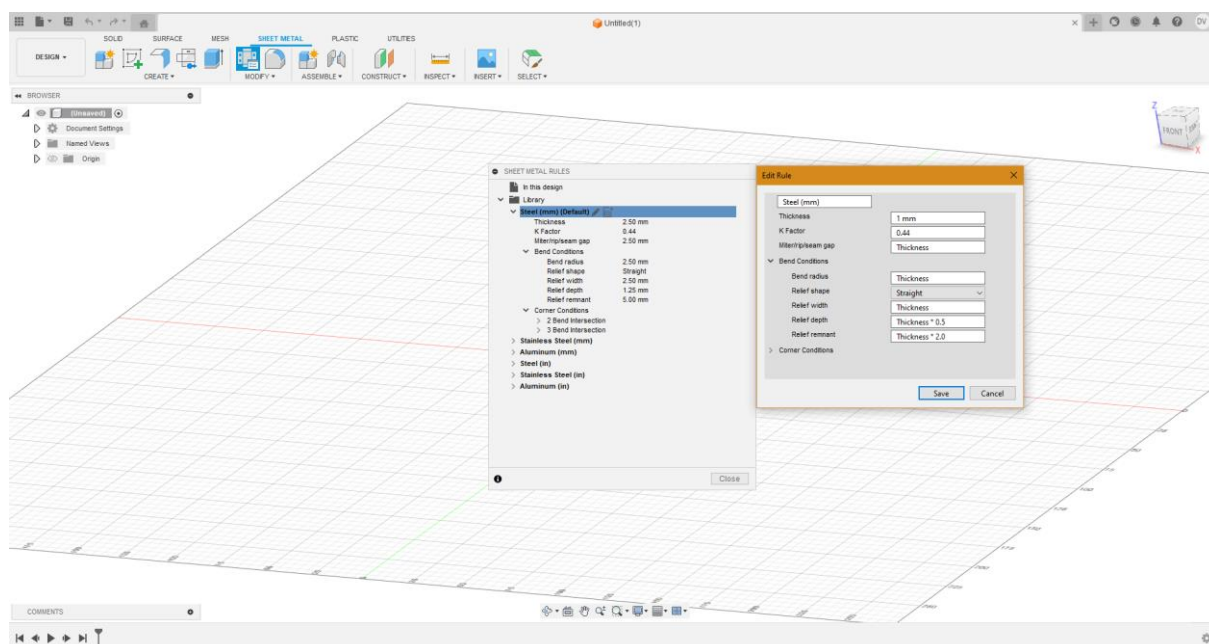 Untitled(1)
DV
SOLID SURFACE MESH SHEET METAL PLASTIC UTILITIES
DESIGN
CREATE MODIFY ASSEMBLE CONSTRUCT INSPECT INSERT SELECT
BROWSER
(Unsaved)
Document Settings
Named Views
Origin
Z
FRONT
X
SHEET METAL RULES
In this design
Library
Steel (mm) (Default)
Thickness 2.50 mm
K Factor 0.44
Miter/rip/seam gap 2.50 mm
Bend Conditions
Bend radius 2.50 mm
Relief shape Straight
Relief width 2.50 mm
Relief depth 1.25 mm
Relief remnant 5.00 mm
Corner Conditions
2 Bend Intersection
3 Bend Intersection
Stainless Steel (mm)
Aluminum (mm)
Steel (in)
Stainless Steel (in)
Aluminum (in)
Close
Edit Rule
Steel (mm)
Thickness 1 mm
K Factor 0.44
Miter/rip/seam gap Thickness
Bend Conditions
Bend radius Thickness
Relief shape Straight
Relief width Thickness
Relief depth Thickness * 0.5
Relief remnant Thickness * 2.0
Corner Conditions
Save Cancel
COMMENTS